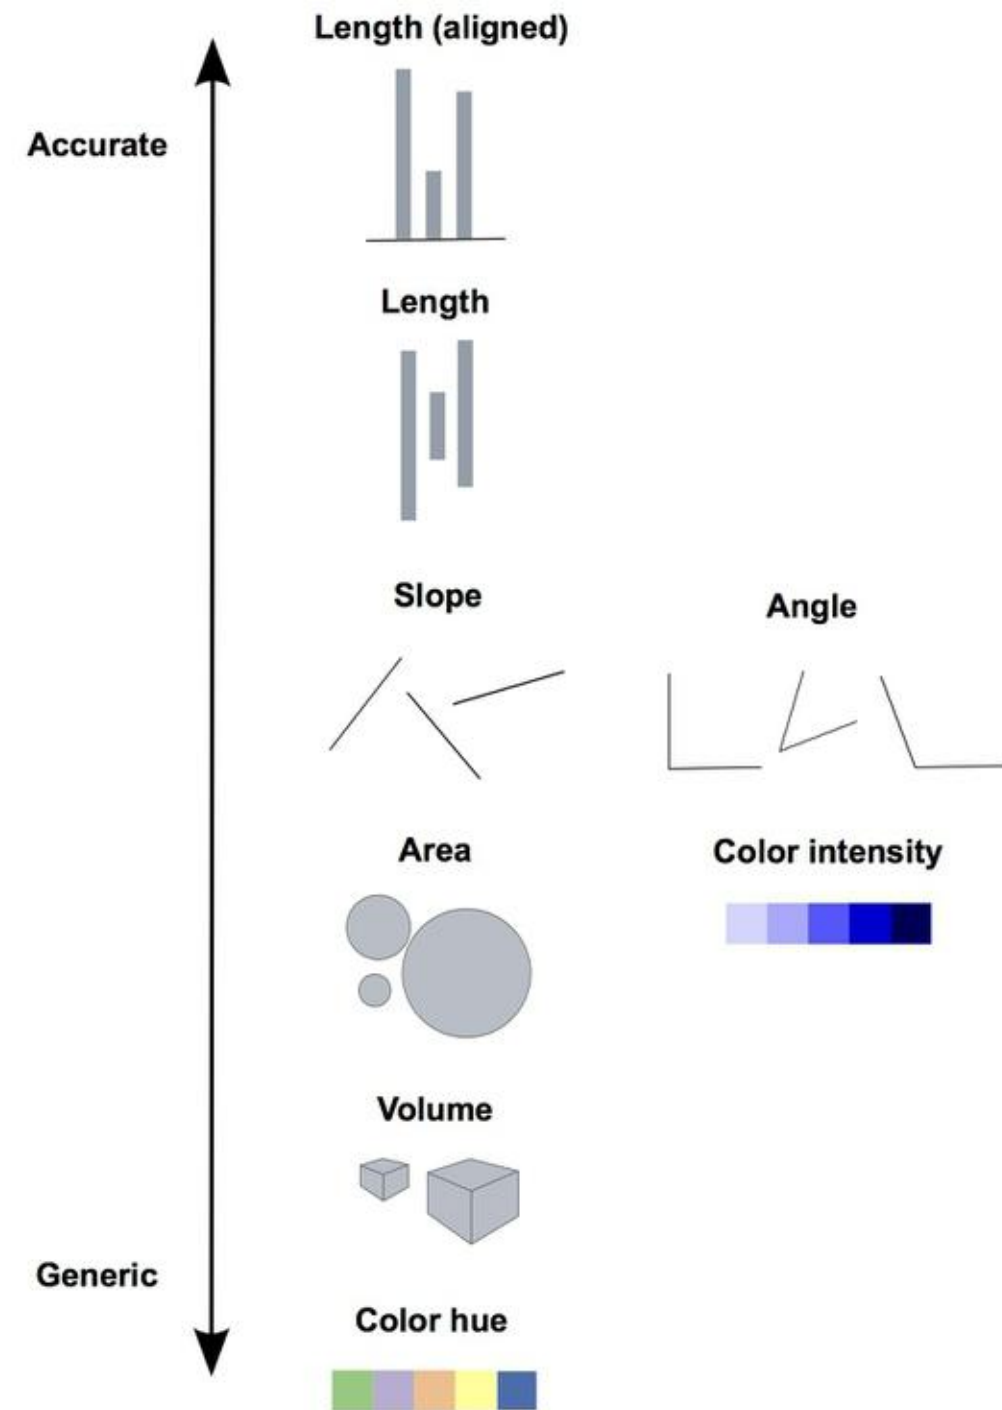 Length (aligned)
Accurate
Length
Slope
Angle
Area
Color intensity
Volume
Generic
Color hue